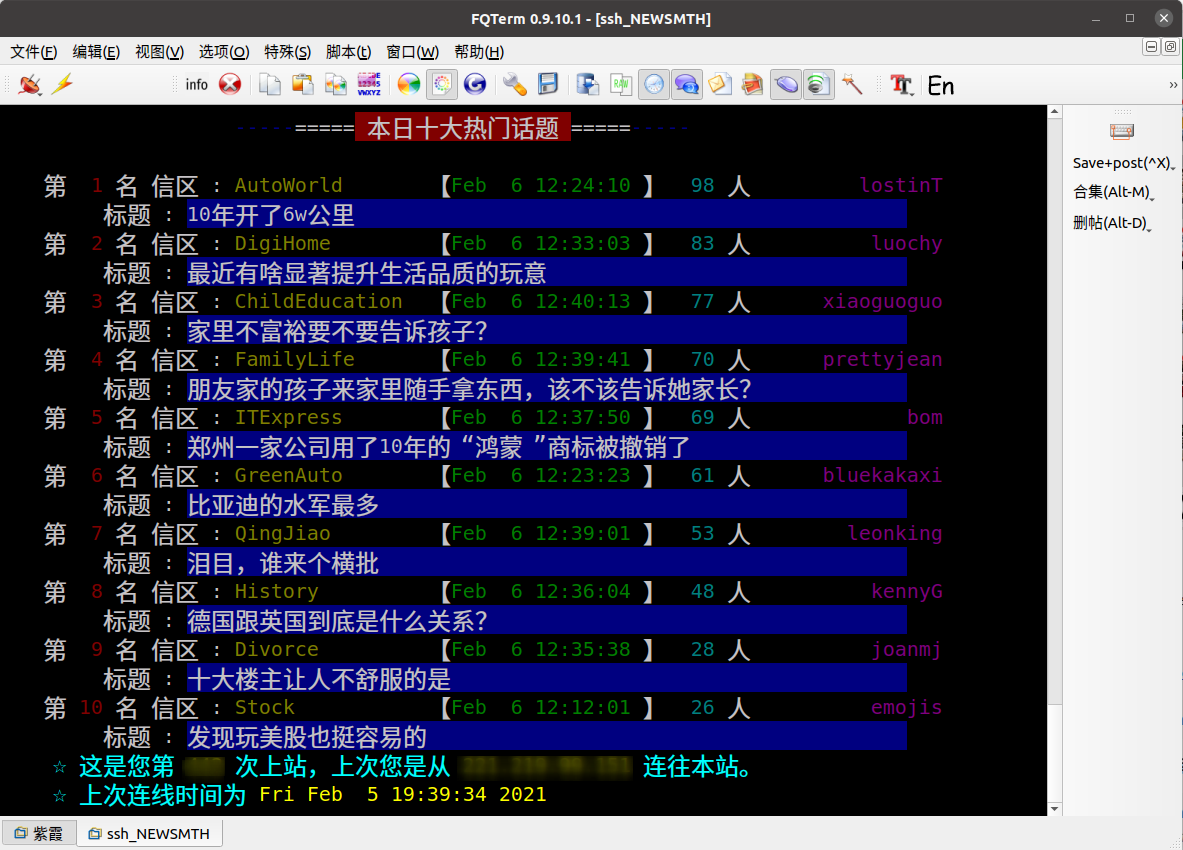 FQTerm 0.9.10.1 - [ssh_NEWSMTH]
文件(F) 编辑(E) 视图(V) 选项(O) 特殊(S) 脚本(t) 窗口(W) 帮助(H)
info En
-----===== 本日十大热门话题 =====-----
Save+post(^X)
合集(Alt-M)
删帖(Alt-D)
第 1 名 信区 : AutoWorld 【Feb 6 12:24:10 】 98 人 lostinT
标题 : 10年开了6w公里
第 2 名 信区 : DigiHome 【Feb 6 12:33:03 】 83 人 luochy
标题 : 最近有啥显著提升生活品质的玩意
第 3 名 信区 : ChildEducation 【Feb 6 12:40:13 】 77 人 xiaoguoguo
标题 : 家里不富裕要不要告诉孩子？
第 4 名 信区 : FamilyLife 【Feb 6 12:39:41 】 70 人 prettyjean
标题 : 朋友家的孩子来家里随手拿东西，该不该告诉她家长？
第 5 名 信区 : ITExpress 【Feb 6 12:37:50 】 69 人 bom
标题 : 郑州一家公司用了10年的“鸿蒙 ”商标被撤销了
第 6 名 信区 : GreenAuto 【Feb 6 12:23:23 】 61 人 bluekakaxi
标题 : 比亚迪的水军最多
第 7 名 信区 : QingJiao 【Feb 6 12:39:01 】 53 人 leonking
标题 : 泪目，谁来个横批
第 8 名 信区 : History 【Feb 6 12:36:04 】 48 人 kennyG
标题 : 德国跟英国到底是什么关系？
第 9 名 信区 : Divorce 【Feb 6 12:35:38 】 28 人 joanmj
标题 : 十大楼主让人不舒服的是
第 10 名 信区 : Stock 【Feb 6 12:12:01 】 26 人 emojis
标题 : 发现玩美股也挺容易的
☆ 这是您第 次上站，上次您是从 连往本站。
☆ 上次连线时间为 Fri Feb 5 19:39:34 2021
紫霞 ssh_NEWSMTH